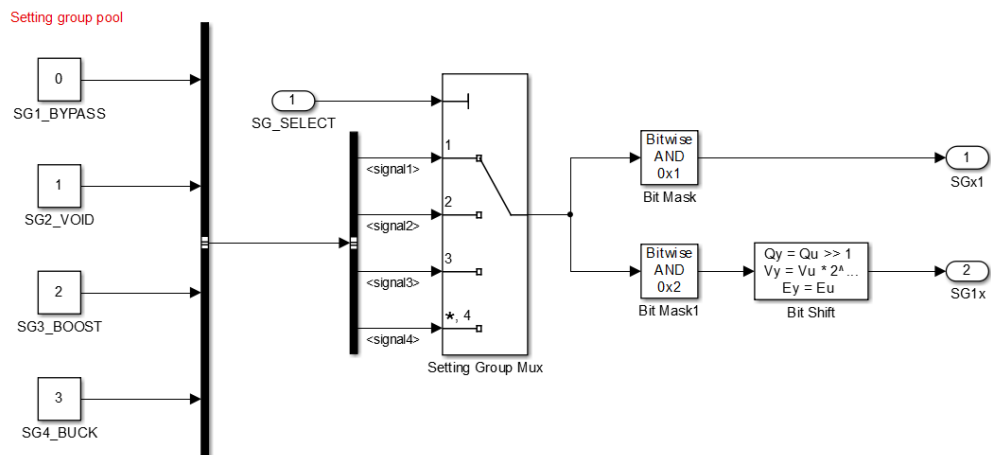 Setting group pool
0
SG1_BYPASS
1
SG2_VOID
2
SG3_BOOST
3
SG4_BUCK
1
SG_SELECT
<signal1>
<signal2>
<signal3>
<signal4>
1
2
3
*, 4
Setting Group Mux
Bitwise
AND
0x1
Bit Mask
Bitwise
AND
0x2
Bit Mask1
Qy = Qu >> 1
Vy = Vu * 2^...
Ey = Eu
Bit Shift
1
SGx1
2
SG1x